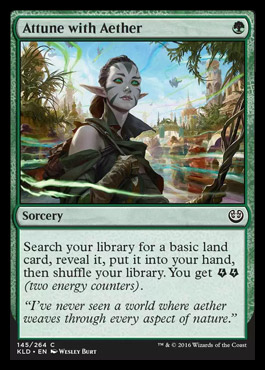 Attune with Aether
Sorcery
Search your library for a basic land
card, reveal it, put it into your hand,
then shuffle your library. You get
(two energy counters).
“I’ve never seen a world where aether
weaves through every aspect of nature.”
145/264 C
KLD • EN Wesley Burt
™ & © 2016 Wizards of the Coast